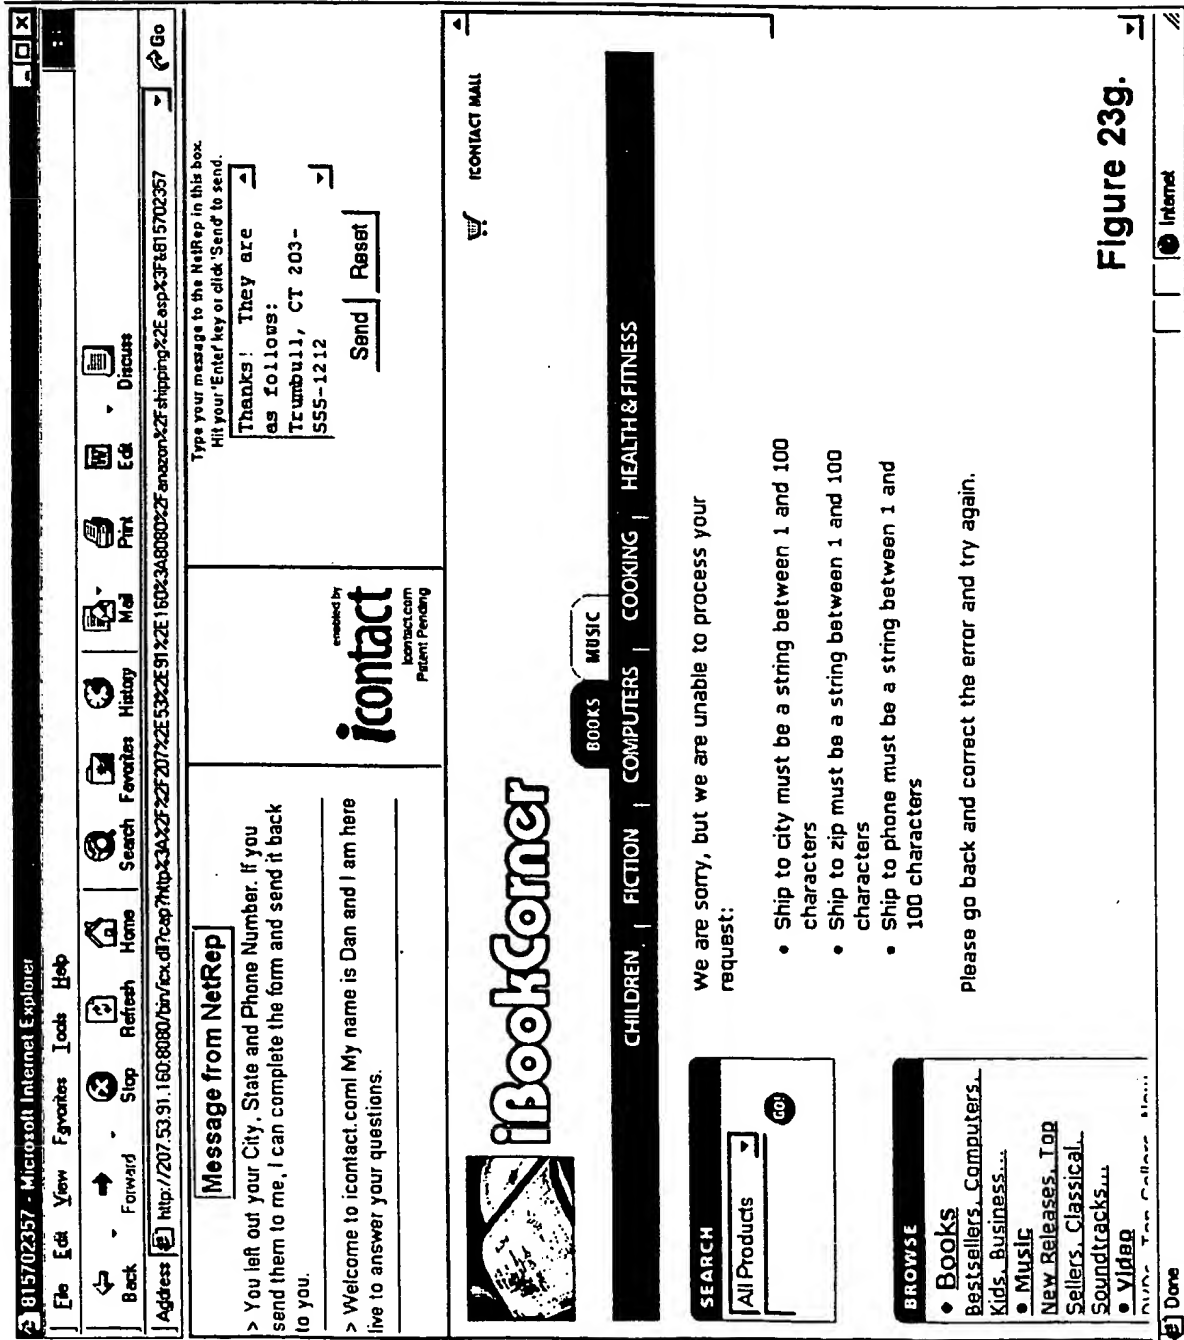 815702357 - Microsoft Internet Explorer
File Edit View Favorites Tools Help
Back Forward Stop Refresh Home Search Favorites History Mail Print Edit Discuss
Address http://207.53.91.160:8080/bin/icx.dll?cap?http%3A%2F%2F207%2E53%2E91%2E160%3A8080%2Famazon%2Fshipping%2Easp%3F&815702357 Go
Message from NetRep
> You left out your City, State and Phone Number. If you
send them to me, I can complete the form and send it back
to you.
> Welcome to icontact.com! My name is Dan and I am here
live to answer your questions.
enabled by
icontact
icontact.com
Patent Pending
Type your message to the NetRep in this box.
Hit your 'Enter' key or click 'Send' to send.
Thanks! They are
as follows:
Trumbull, CT 203-
555-1212
Send Reset
iBookCorner
ICONTACT MALL
BOOKS MUSIC
CHILDREN | FICTION | COMPUTERS | COOKING | HEALTH & FITNESS
SEARCH
All Products
GO!
BROWSE
• Books
Bestsellers, Computers,
Kids, Business...
• Music
New Releases, Top
Sellers, Classical,
Soundtracks...
• Video
We are sorry, but we are unable to process your
request:
• Ship to city must be a string between 1 and 100
characters
• Ship to zip must be a string between 1 and 100
characters
• Ship to phone must be a string between 1 and
100 characters
Please go back and correct the error and try again.
Figure 23g.
Done
Internet